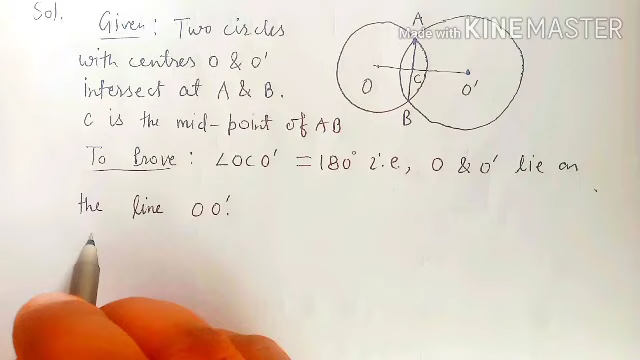 Sol.
Given: Two circles
with centres O & O'
intersect at A & B.
C is the mid-point of AB
To Prove: ∠OCO' = 180° i.e, O & O' lie on
the line OO'.
A
Made with KINEMASTER
C
O
O'
B